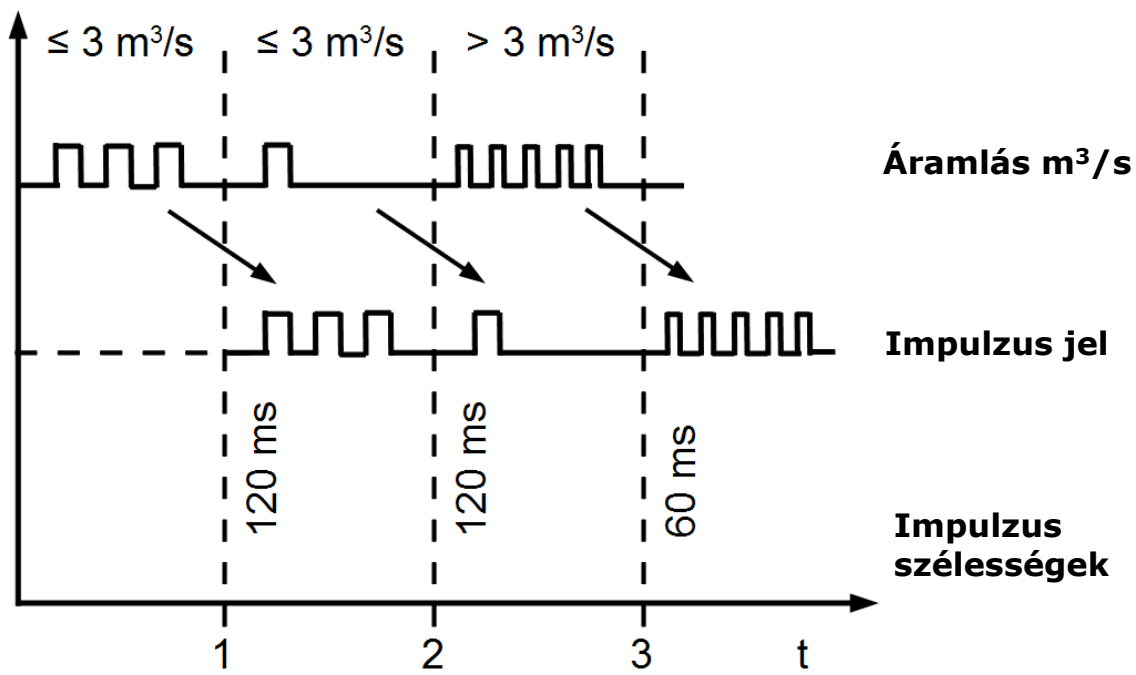 ≤ 3 m³/s ≤ 3 m³/s > 3 m³/s
Áramlás m³/s
Impulzus jel
120 ms 120 ms 60 ms
Impulzus
szélességek
1 2 3 t